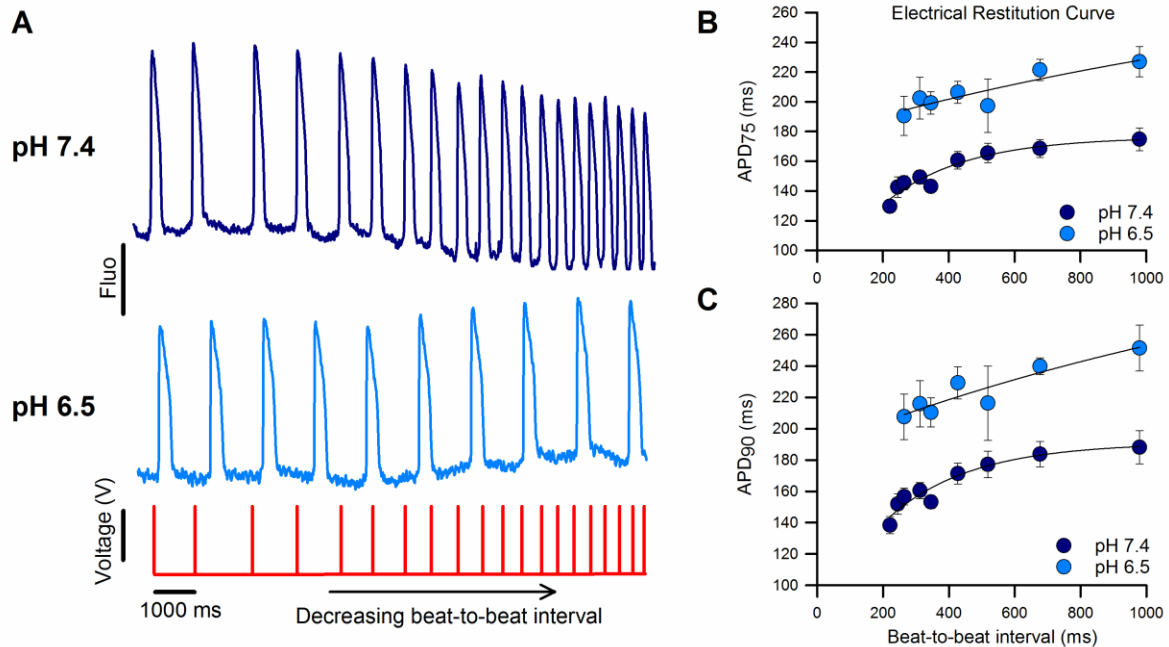 A
pH 7.4
Fluo
pH 6.5
Voltage (V)
1000 ms
Decreasing beat-to-beat interval
B
Electrical Restitution Curve
APD75 (ms)
260
240
220
200
180
160
140
120
100
pH 7.4
pH 6.5
0 200 400 600 800 1000
C
APD90 (ms)
280
260
240
220
200
180
160
140
120
100
pH 7.4
pH 6.5
0 200 400 600 800 1000
Beat-to-beat interval (ms)